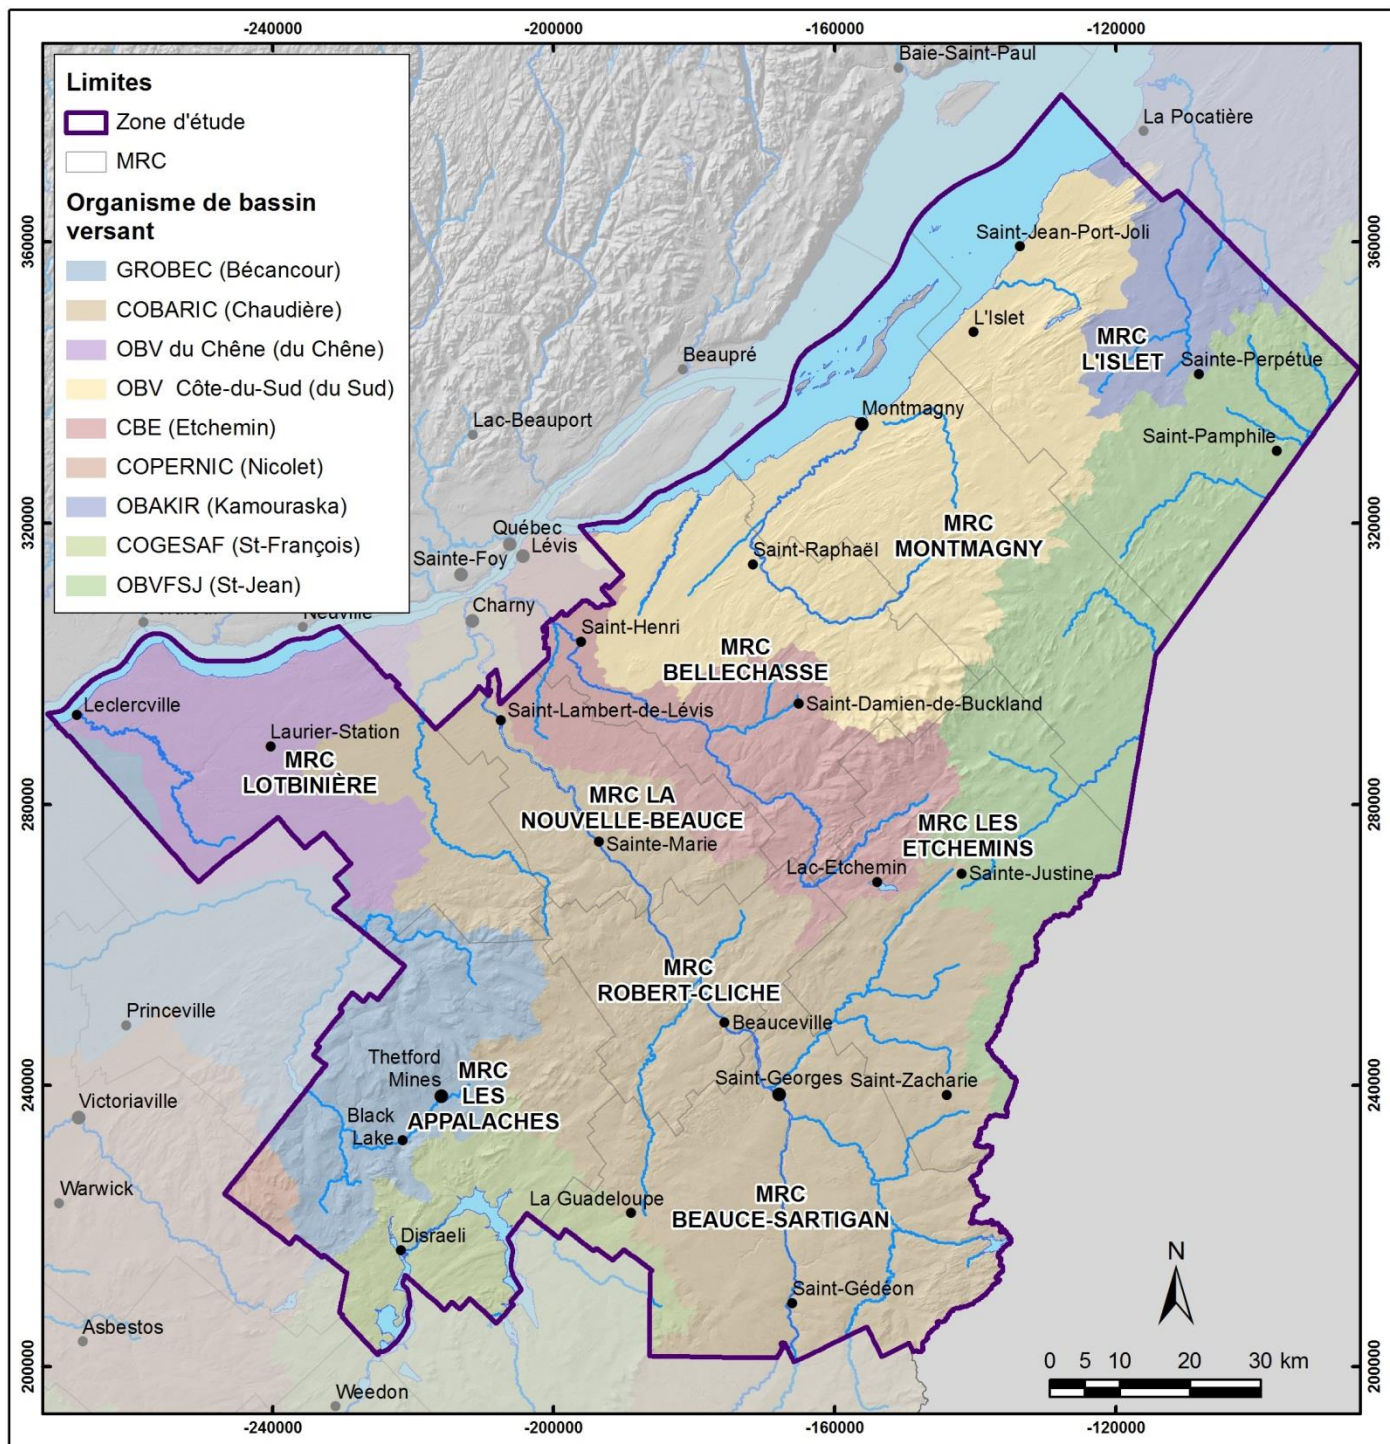 -240000
-200000
-160000
-120000
Limites
Zone d'étude
MRC
Organisme de bassin
versant
GROBEC (Bécancour)
COBARIC (Chaudière)
OBV du Chêne (du Chêne)
OBV Côte-du-Sud (du Sud)
CBE (Etchemin)
COPERNIC (Nicolet)
OBAKIR (Kamouraska)
COGESAF (St-François)
OBVFSJ (St-Jean)
Baie-Saint-Paul
La Pocatière
360000
360000
Saint-Jean-Port-Joli
L'Islet
MRC
L'ISLET
Sainte-Perpétue
Beaupré
Lac-Beauport
Montmagny
Saint-Pamphile
320000
320000
Québec
Lévis
Sainte-Foy
MRC
MONTMAGNY
Saint-Raphaël
Charny
Neuville
Saint-Henri
MRC
BELLECHASSE
Leclercville
Saint-Lambert-de-Lévis
Saint-Damien-de-Buckland
Laurier-Station
MRC
LOTBINIÈRE
280000
280000
MRC LA
NOUVELLE-BEAUCE
Sainte-Marie
MRC LES
ETCHEMINS
Lac-Etchemin
Sainte-Justine
MRC
ROBERT-CLICHE
Princeville
Beauceville
Thetford
Mines
MRC
LES
APPALACHES
Saint-Georges
Saint-Zacharie
240000
240000
Victoriaville
Black
Lake
Warwick
La Guadeloupe
MRC
BEAUCE-SARTIGAN
Disraeli
N
Saint-Gédéon
Asbestos
200000
200000
0 5 10 20 30 km
Weedon
-240000
-200000
-160000
-120000